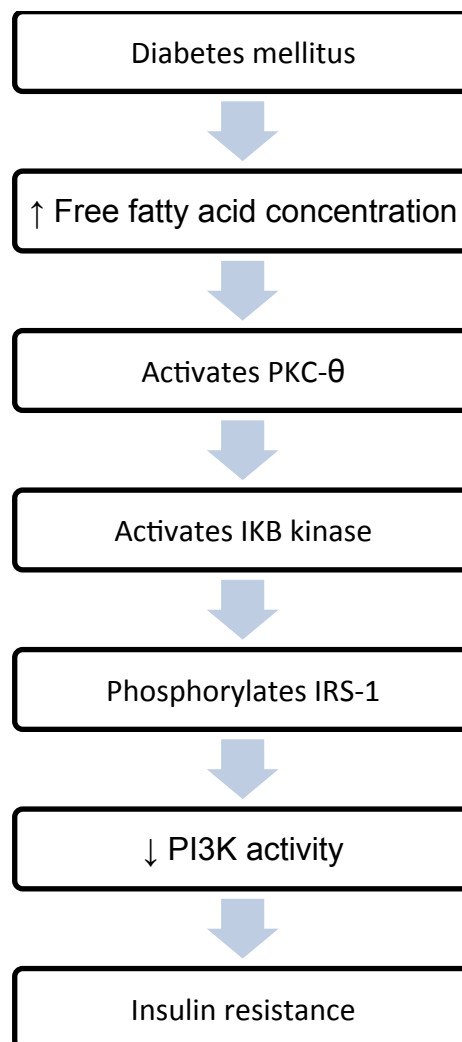 Diabetes mellitus
↑ Free fatty acid concentration
Activates PKC-θ
Activates IKB kinase
Phosphorylates IRS-1
↓ PI3K activity
Insulin resistance